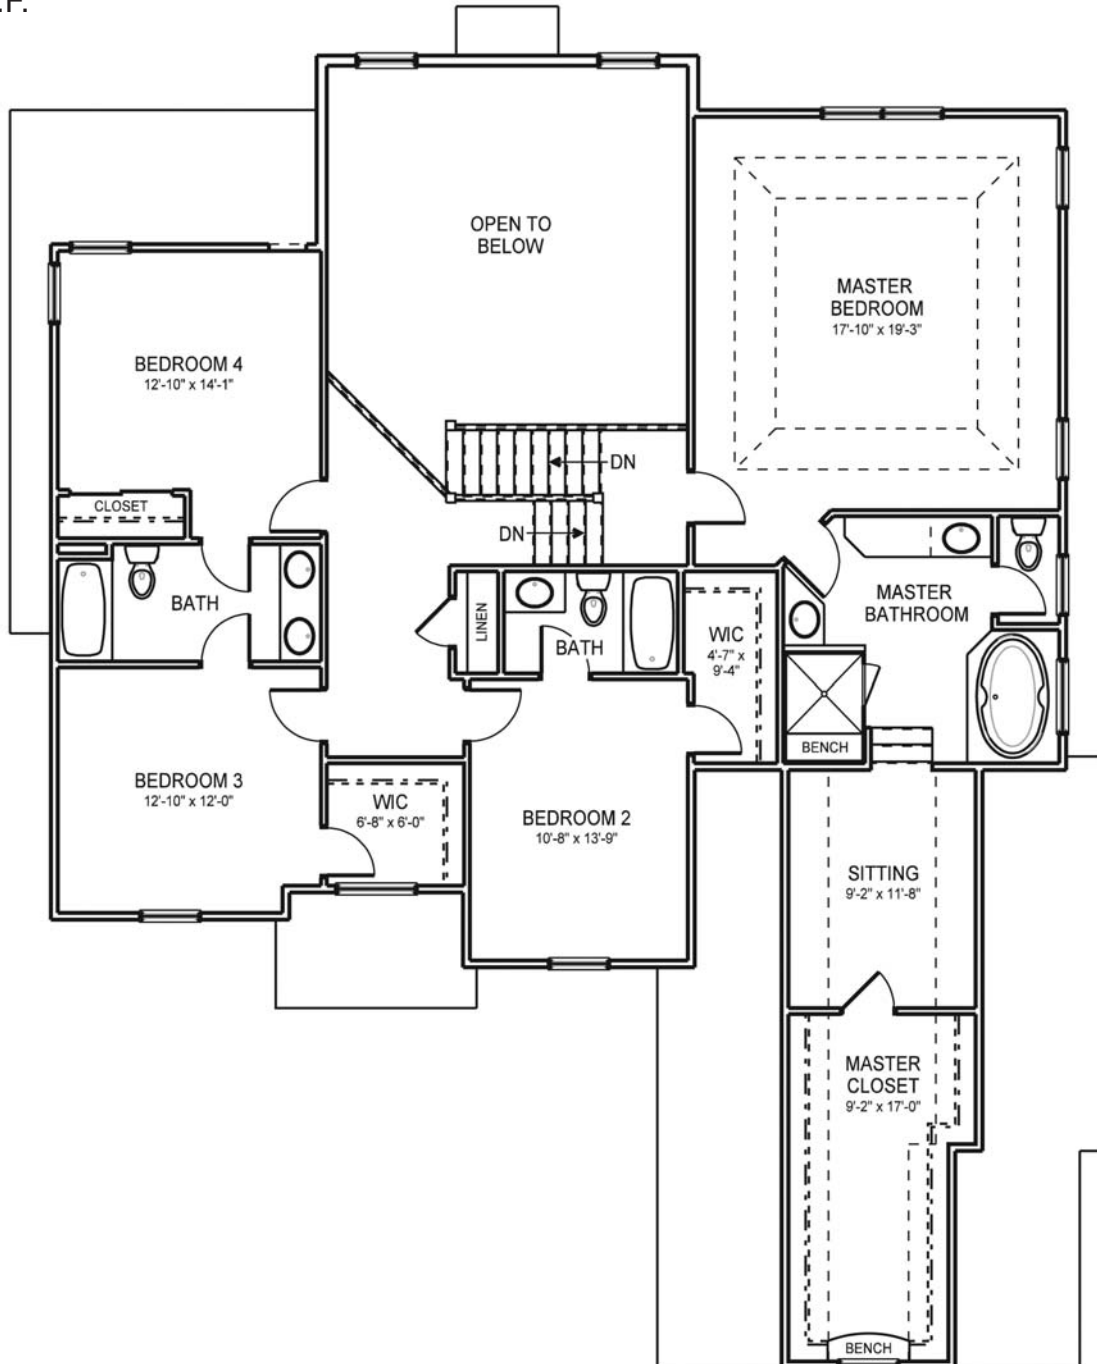 .F.
OPEN TO
BELOW
MASTER
BEDROOM
17'-10" x 19'-3"
BEDROOM 4
12'-10" x 14'-1"
DN
CLOSET
DN
BATH
LINEN
BATH
WIC
4'-7" x
9'-4"
MASTER
BATHROOM
BENCH
BEDROOM 3
12'-10" x 12'-0"
WIC
6'-8" x 6'-0"
BEDROOM 2
10'-8" x 13'-9"
SITTING
9'-2" x 11'-8"
MASTER
CLOSET
9'-2" x 17'-0"
BENCH